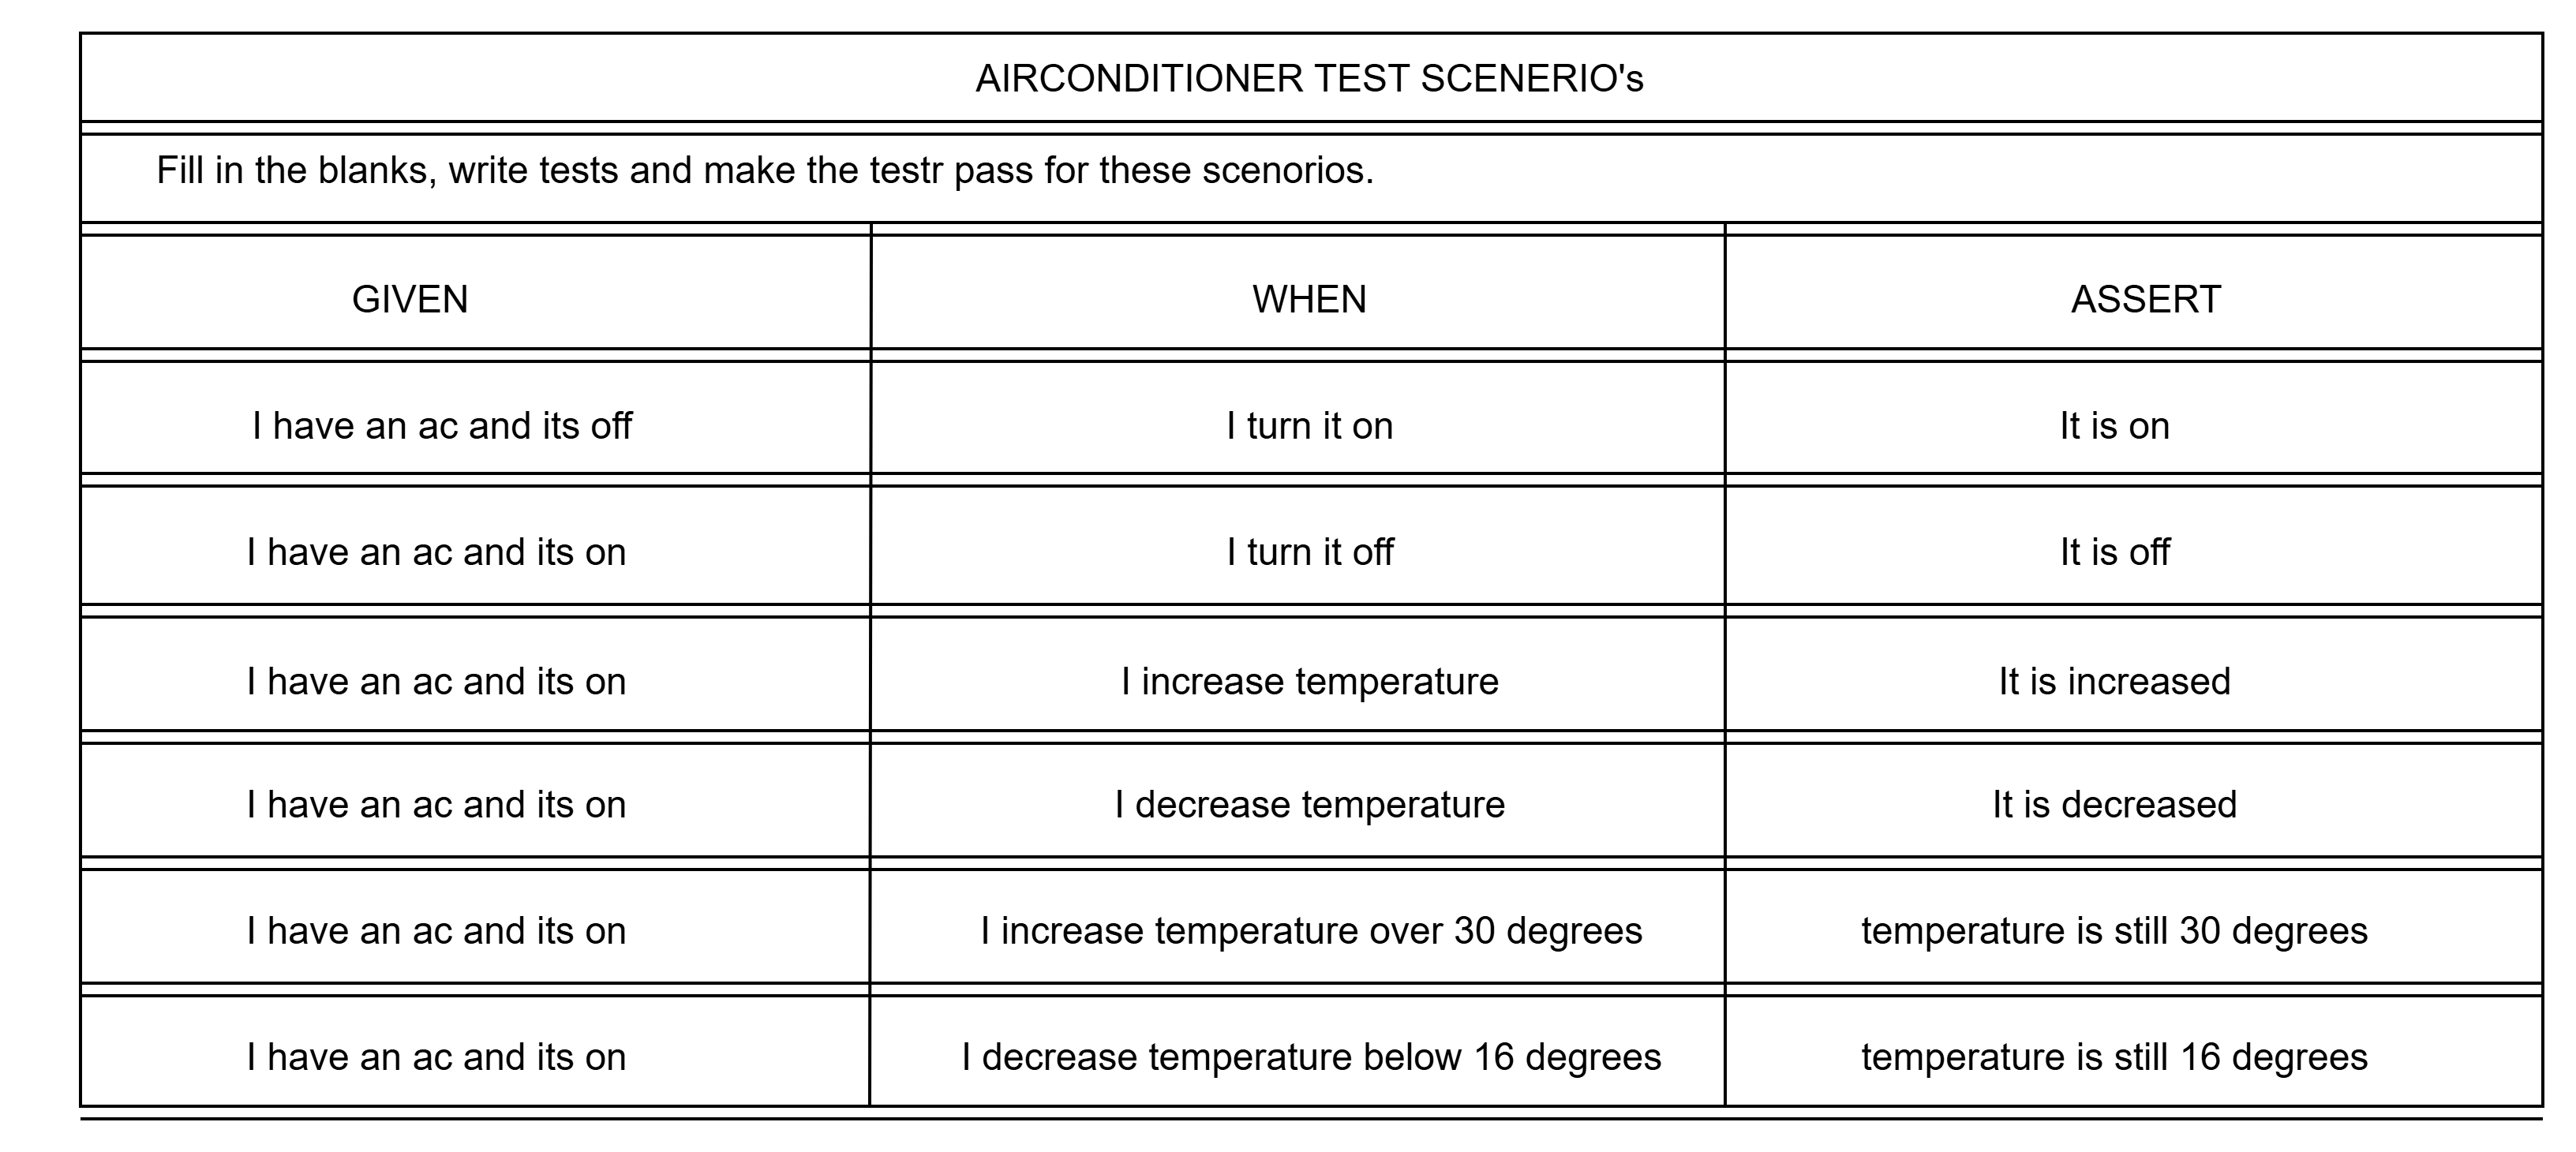 AIRCONDITIONER TEST SCENERIO's
Fill in the blanks, write tests and make the testr pass for these scenorios.
GIVEN WHEN ASSERT
I have an ac and its off I turn it on It is on
I have an ac and its on I turn it off It is off
I have an ac and its on I increase temperature It is increased
I have an ac and its on I decrease temperature It is decreased
I have an ac and its on I increase temperature over 30 degrees temperature is still 30 degrees
I have an ac and its on I decrease temperature below 16 degrees temperature is still 16 degrees